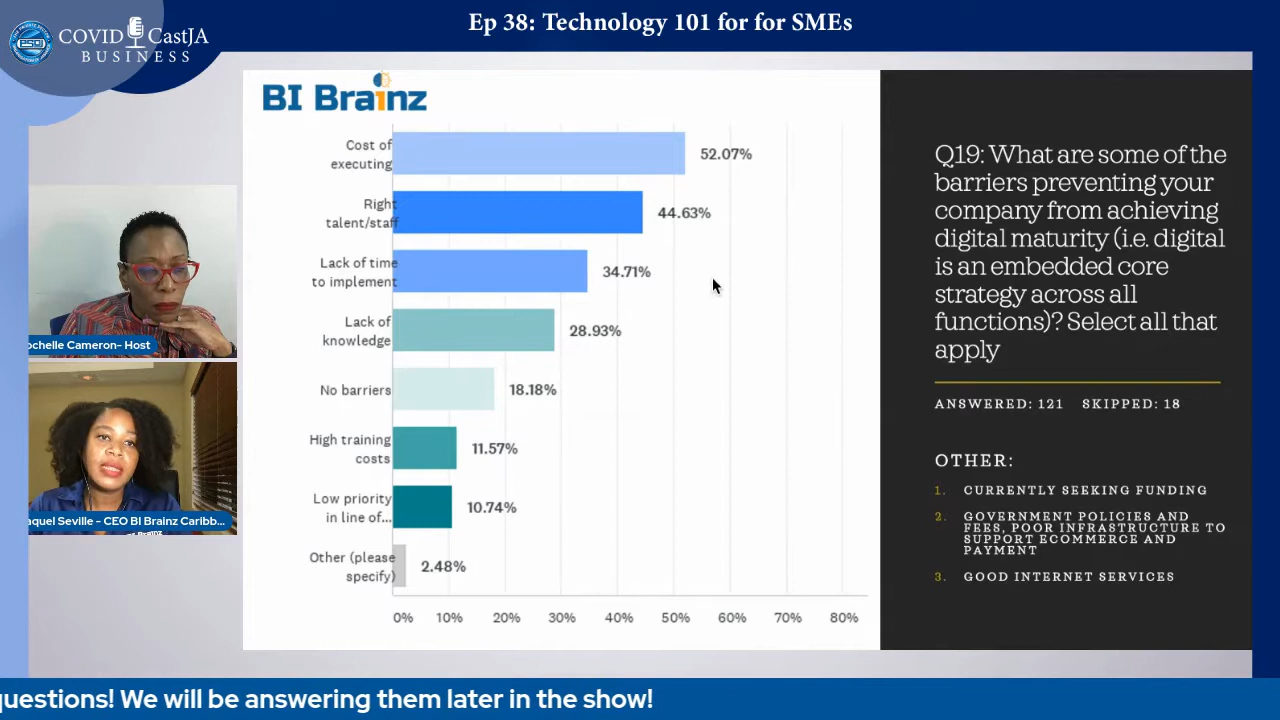 Ep 38: Technology 101 for for SMEs
COVID CastJA
BUSINESS
PSOJ
BI Brainz
Cost of
executing
52.07%
Right
talent/staff
44.63%
Lack of time
to implement
34.71%
Lack of
knowledge
28.93%
No barriers
18.18%
High training
costs
11.57%
Low priority
in line of...
10.74%
Other (please
specify)
2.48%
0% 10% 20% 30% 40% 50% 60% 70% 80%
Q19: What are some of the
barriers preventing your
company from achieving
digital maturity (i.e. digital
is an embedded core
strategy across all
functions)? Select all that
apply
ANSWERED: 121 SKIPPED: 18
OTHER:
1. CURRENTLY SEEKING FUNDING
2. GOVERNMENT POLICIES AND
FEES, POOR INFRASTRUCTURE TO
SUPPORT ECOMMERCE AND
PAYMENT
3. GOOD INTERNET SERVICES
ochelle Cameron- Host
aquel Seville - CEO BI Brainz Caribb...
uestions! We will be answering them later in the show!